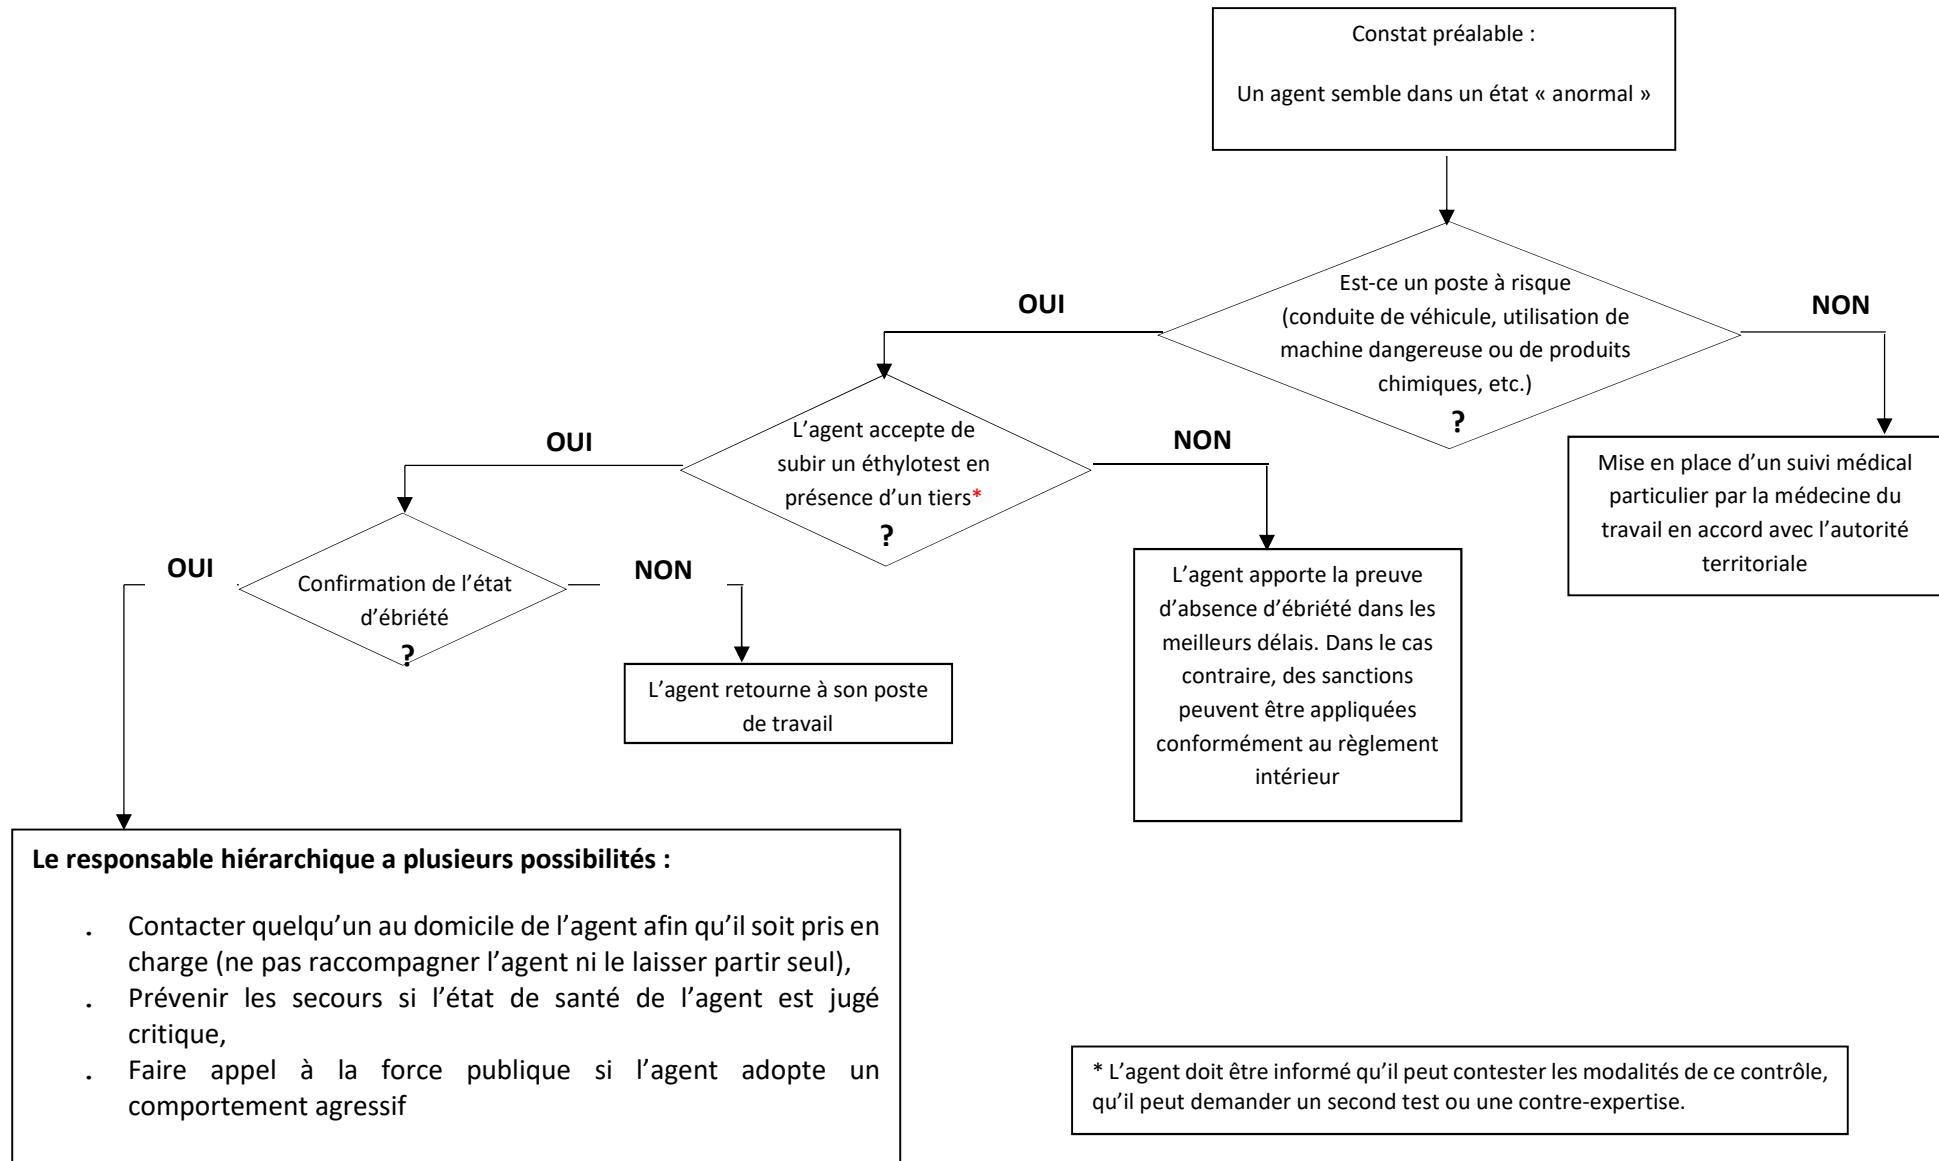 Constat préalable :
Un agent semble dans un état « anormal »
Est-ce un poste à risque
(conduite de véhicule, utilisation de
machine dangereuse ou de produits
chimiques, etc.)
?
OUI
NON
L’agent accepte de
subir un éthylotest en
présence d’un tiers*
?
OUI
NON
Mise en place d’un suivi médical
particulier par la médecine du
travail en accord avec l’autorité
territoriale
Confirmation de l’état
d’ébriété
?
OUI
NON
L’agent apporte la preuve
d’absence d’ébriété dans les
meilleurs délais. Dans le cas
contraire, des sanctions
peuvent être appliquées
conformément au règlement
intérieur
L’agent retourne à son poste
de travail
Le responsable hiérarchique a plusieurs possibilités :
. Contacter quelqu’un au domicile de l’agent afin qu’il soit pris en
charge (ne pas raccompagner l’agent ni le laisser partir seul),
. Prévenir les secours si l’état de santé de l’agent est jugé
critique,
. Faire appel à la force publique si l’agent adopte un
comportement agressif
* L’agent doit être informé qu’il peut contester les modalités de ce contrôle,
qu’il peut demander un second test ou une contre-expertise.